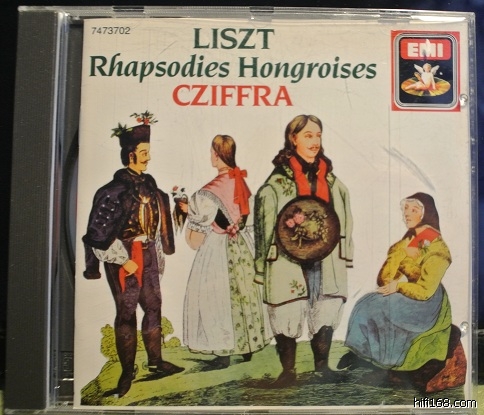 7473702
LISZT
EMI
Rhapsodies Hongroises
CZIFFRA
hifi168.com